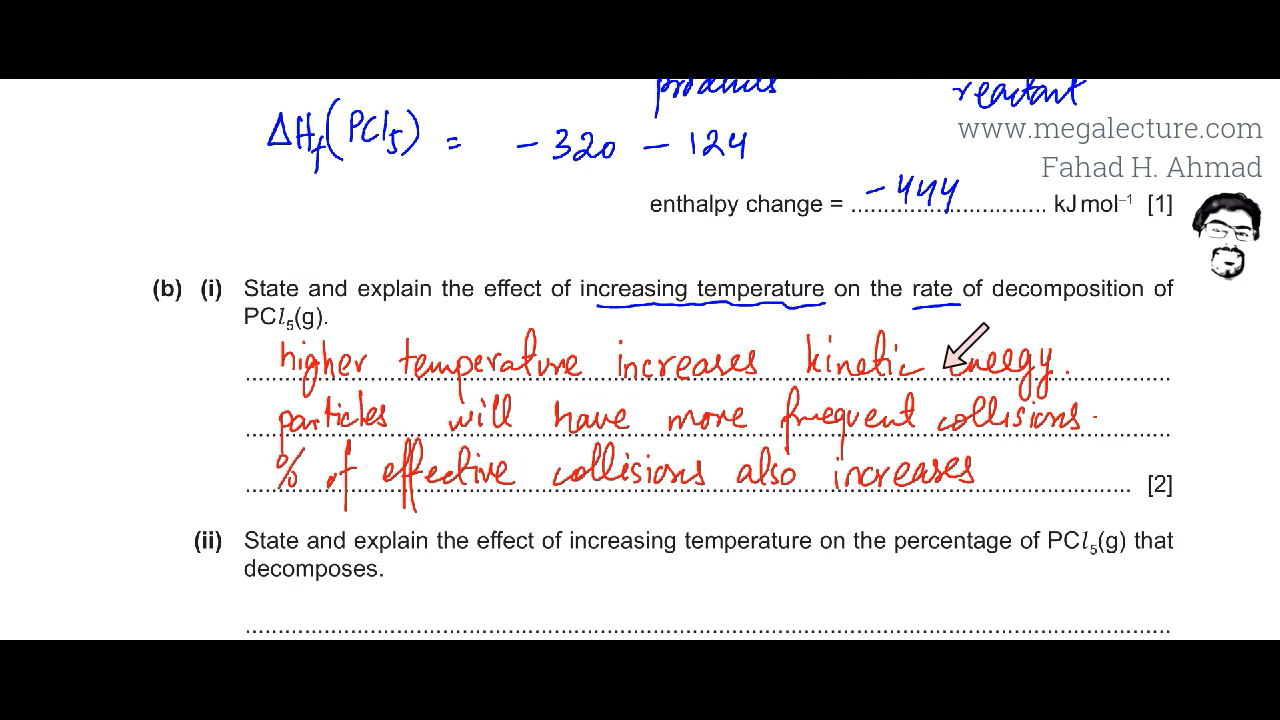 products reactant
ΔHf(PCl5) = - 320 - 124
www.megalecture.com
Fahad H. Ahmad
enthalpy change = ..... -444 ..... kJ mol–1 [1]
(b) (i) State and explain the effect of increasing temperature on the rate of decomposition of
PCl5(g).
higher temperature increases kinetic eneegy.
particles will have more frequent collisions.
% of effective collisions also increases [2]
(ii) State and explain the effect of increasing temperature on the percentage of PCl5(g) that
decomposes.